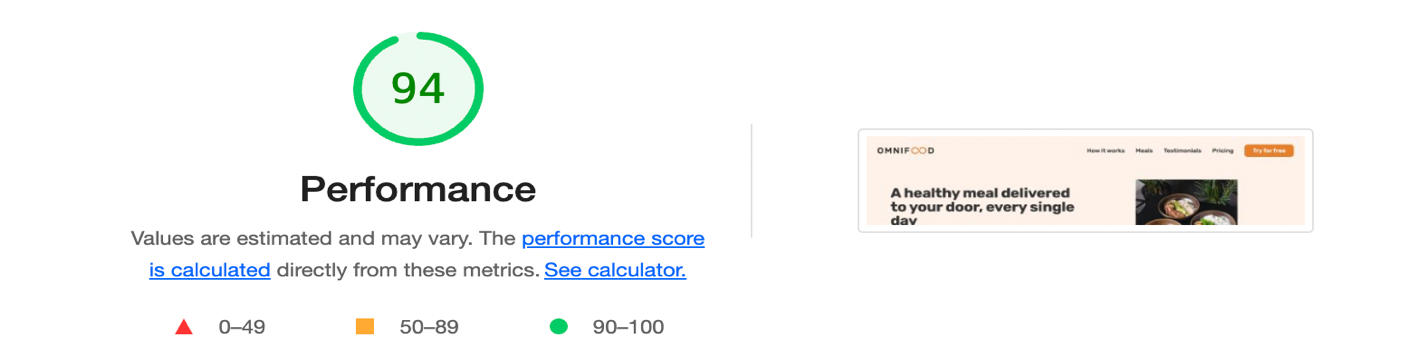 94
Performance
Values are estimated and may vary. The performance score
is calculated directly from these metrics. See calculator.
0–49 50–89 90–100
OMNIFOOD How it works Meals Testimonials Pricing Try for free
A healthy meal delivered
to your door, every single
day